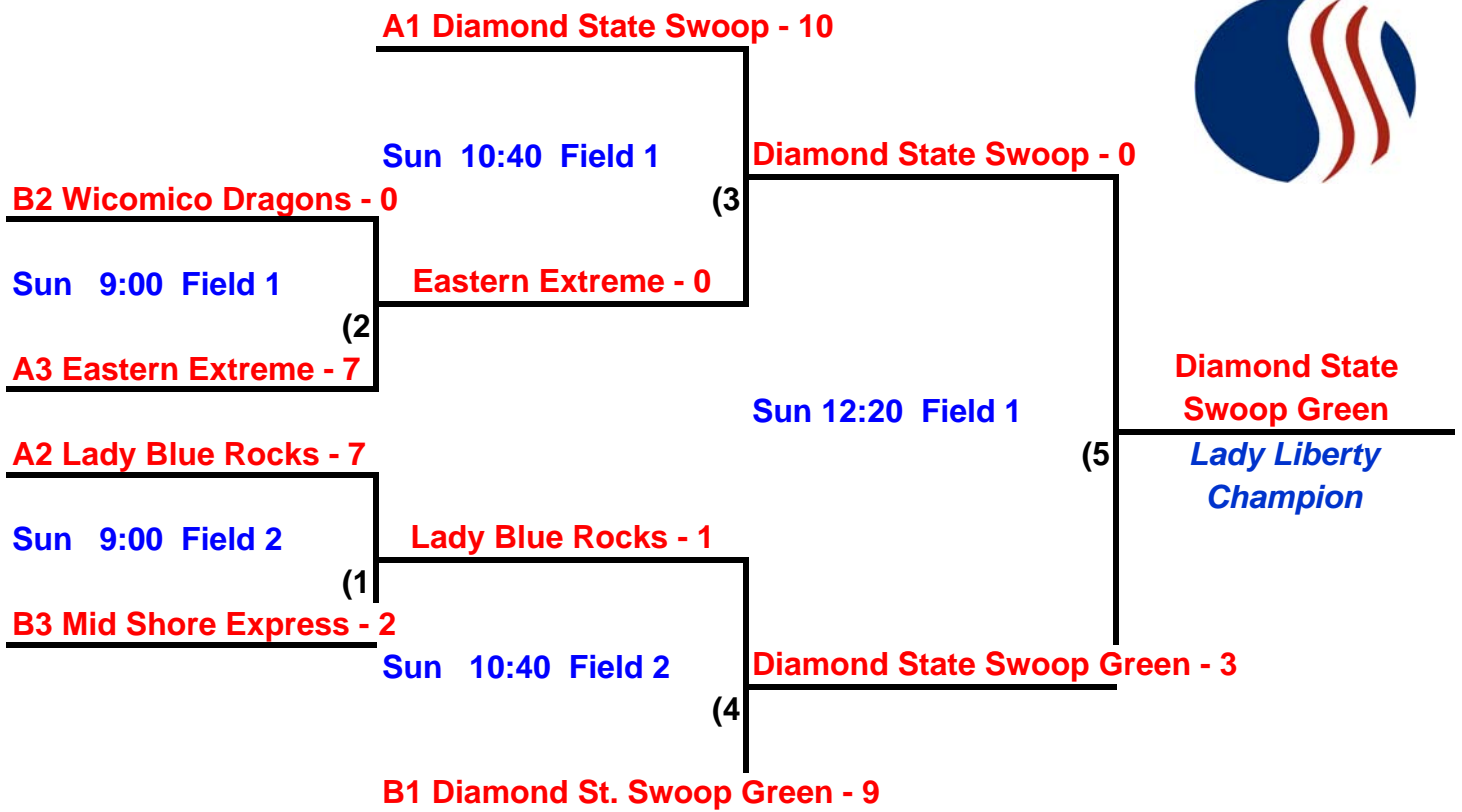 A1 Diamond State Swoop - 10
Sun 10:40 Field 1
Diamond State Swoop - 0
B2 Wicomico Dragons - 0
(3
Sun 9:00 Field 1
Eastern Extreme - 0
(2
A3 Eastern Extreme - 7
Diamond State
Swoop Green
Sun 12:20 Field 1
A2 Lady Blue Rocks - 7
(5
Lady Liberty
Champion
Sun 9:00 Field 2
Lady Blue Rocks - 1
(1
B3 Mid Shore Express - 2
Sun 10:40 Field 2
Diamond State Swoop Green - 3
(4
B1 Diamond St. Swoop Green - 9